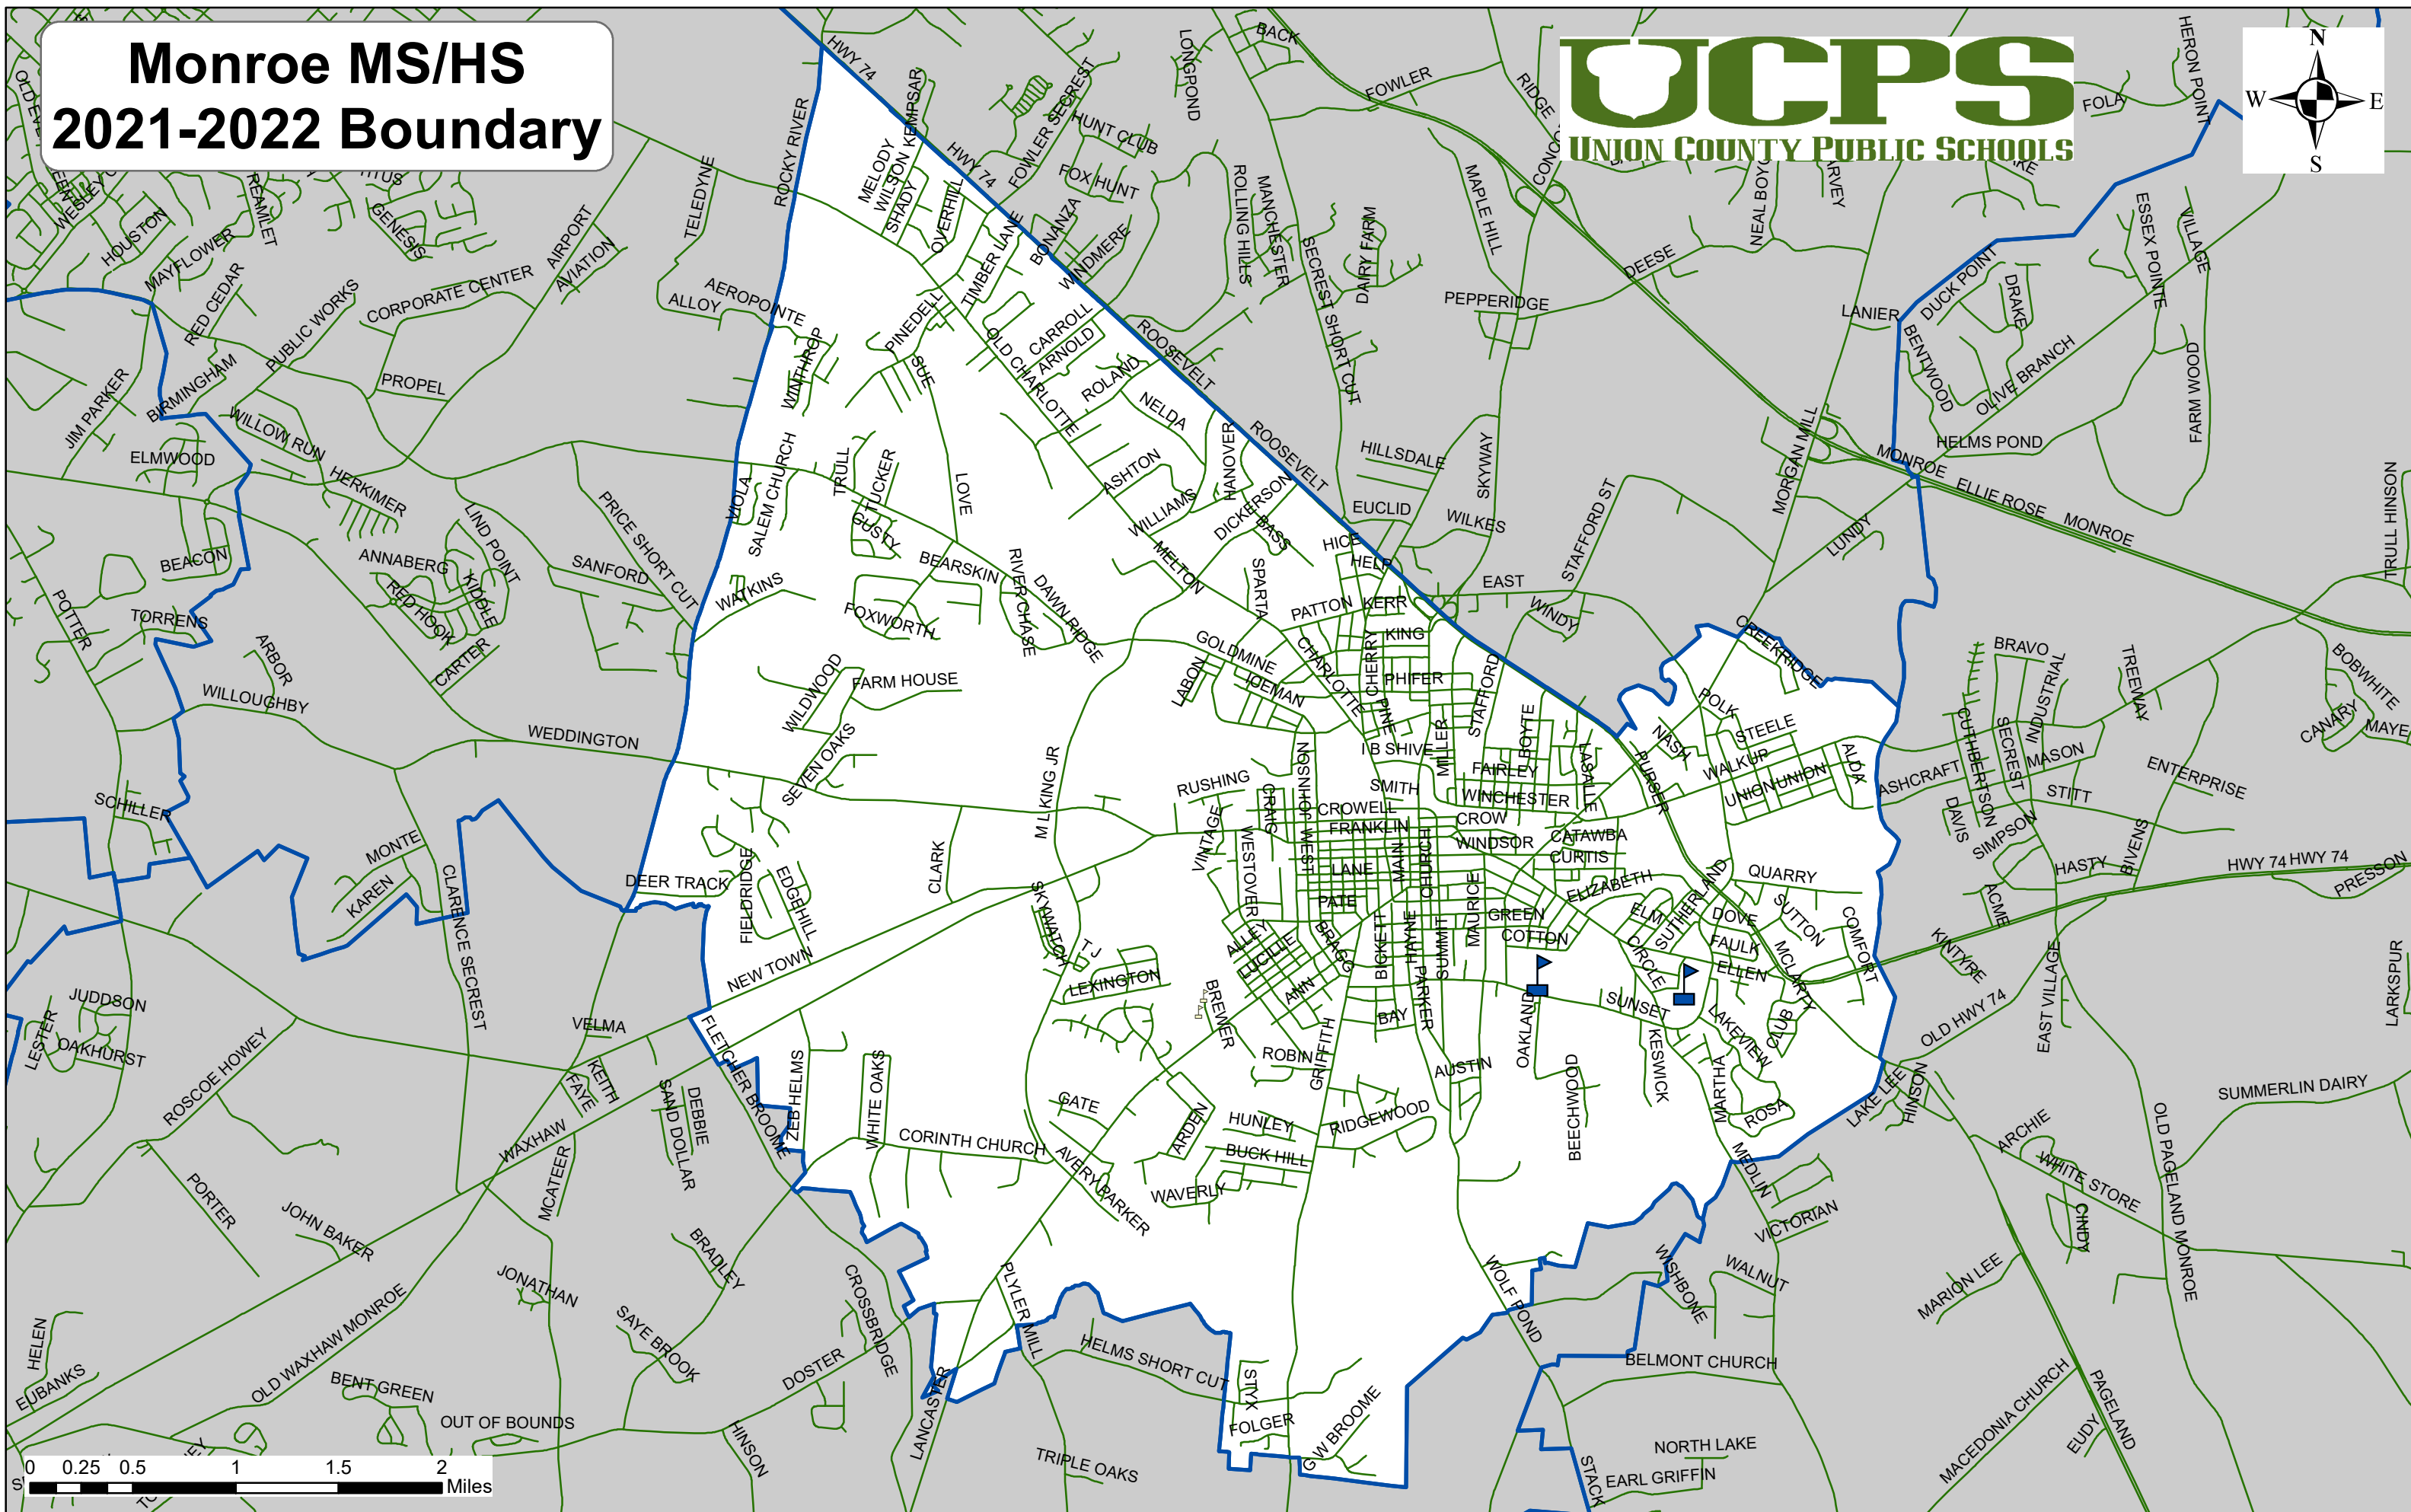 Monroe MS/HS
2021-2022 Boundary
UCPS
UNION COUNTY PUBLIC SCHOOLS
N
W
E
S
HWY 74
BACK
LONGPOND
FOWLER
RIDGE
HERON POINT
FOLA
ROCKY RIVER
KEMPSAR
MELODY
WILSON
SHADY
OVERHILL
HWY 74
FOWLER SECREST
HUNT CLUB
FOX HUNT
BONANZA
WINDMERE
TIMBER LANE
ROLLING HILLS
MANCHESTER
SECREST SHORT CUT
DAIRY FARM
MAPLE HILL
PEPPERIDGE
DEESE
NEAL BOYC
LANIER
DUCK POINT
DRAKE
BENTWOOD
OLIVE BRANCH
ESSEX POINTE
VILLAGE
FARM WOOD
HELMS POND
HOUSTON
MAYFLOWER
REAMLET
GENESIS
RED CEDAR
PUBLIC WORKS
CORPORATE CENTER
AIRPORT
AVIATION
TELEDYNE
ALLOY
AEROPOINTE
PROPEL
JIM PARKER
BIRMINGHAM
WILLOW RUN
ELMWOOD
HERKIMER
BEACON
ANNABERG
LIND POINT
RED HOOK
KIDDLE
CARTER
SANFORD
PRICE SHORT CUT
POTTER
TORRENS
ARBOR
WILLOUGHBY
WEDDINGTON
SCHILLER
MONTE
KAREN
CLARENCE SECREST
WINTHROP
PINEDELL
SUE
OLD CHARLOTTE
CARROLL
ARNOLD
ROLAND
NELDA
ROOSEVELT
ROOSEVELT
HANOVER
ASHTON
WILLIAMS
DICKERSON
BASS
MELTON
LOVE
TRULL
TUCKER
GUSTY
VIOLA
SALEM CHURCH
WATKINS
BEARSKIN
FOXWORTH
RIVER CHASE
DAWN RIDGE
WILDWOOD
FARM HOUSE
SEVEN OAKS
HILLSDALE
EUCLID
SKYWAY
WILKES
HICE
HELP
SPARTA
PATTON
KERR
KING
CHERRY
PHIFER
PINE
CHARLOTTE
GOLDMINE
ICEMAN
LABON
EAST
WINDY
STAFFORD ST
STAFFORD
MORGAN MILL
MONROE
ELLIE ROSE
MONROE
LUNDY
TRULL HINSON
CREEKRIDGE
POLK
STEELE
NASH
WALKUP
UNION
UNION
ALDA
PURSER
BRAVO
INDUSTRIAL
CUTHBERTSON
SECREST
MASON
TREEWAY
BOBWHITE
CANARY
MAYE
ASHCRAFT
DAVIS
SIMPSON
STITT
ENTERPRISE
HASTY
BIVENS
HWY 74
HWY 74
PRESSON
ACME
KINTYRE
OLD HWY 74
EAST VILLAGE
LARKSPUR
I B SHIVE
MILLER
BOYTE
LASALLE
FAIRLEY
SMITH
WINCHESTER
RUSHING
CRAIG
JOHNSON
CROWELL
FRANKLIN
CROW
WINDSOR
CATAWBA
CURTIS
VINTAGE
WESTOVER
WEST
LANE
MAIN
CHURCH
PATE
MAURICE
GREEN
COTTON
ELIZABETH
ELM
SUTHERLAND
QUARRY
DOVE
SUTTON
COMFORT
FAULK
ELLEN
MCLARTY
CIRCLE
SUNSET
LAKEVIEW
CLUB
M L KING JR
CLARK
DEER TRACK
FIELDRIDGE
EDGEHILL
NEW TOWN
SKYWATCH
T J
LEXINGTON
ALLEY
LUCILLE
BRAGG
ANN
BICKETT
HAYNE
SUMMIT
PARKER
BAY
BREWER
ROBIN
GRIFFITH
AUSTIN
OAKLAND
BEECHWOOD
KESWICK
MARTHA
ROSA
MEDLIN
LAKE LEE
HINSON
ARCHIE
WHITE STORE
CINDY
SUMMERLIN DAIRY
OLD PAGELAND MONROE
JUDDSON
LESTER
OAKHURST
ROSCOE HOWEY
VELMA
KEITH
FAYE
SAND DOLLAR
DEBBIE
FLETCHER BROOME
ZEB HELMS
WHITE OAKS
CORINTH CHURCH
GATE
AVERY PARKER
ARDEN
HUNLEY
BUCK HILL
RIDGEWOOD
WAVERLY
WAXHAW
MCATEER
PORTER
JOHN BAKER
OLD WAXHAW MONROE
JONATHAN
BRADLEY
SAYE BROOK
CROSSBRIDGE
DOSTER
HELEN
EUBANKS
BENT GREEN
OUT OF BOUNDS
HINSON
LANCASTER
PLYLER MILL
HELMS SHORT CUT
STYX
FOLGER
G W BROOME
TRIPLE OAKS
WOLF POND
WISHBONE
WALNUT
VICTORIAN
BELMONT CHURCH
NORTH LAKE
EARL GRIFFIN
STACK
MARION LEE
MACEDONIA CHURCH
EUDY
PAGELAND
0 0.25 0.5 1 1.5 2
Miles